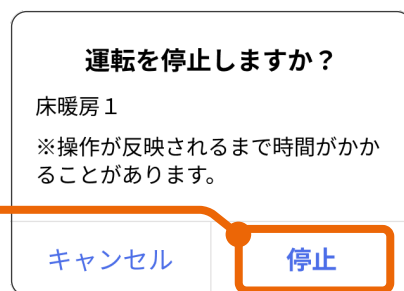 運転を停止しますか？
床暖房１
※操作が反映されるまで時間がかか
ることがあります。
キャンセル
停止